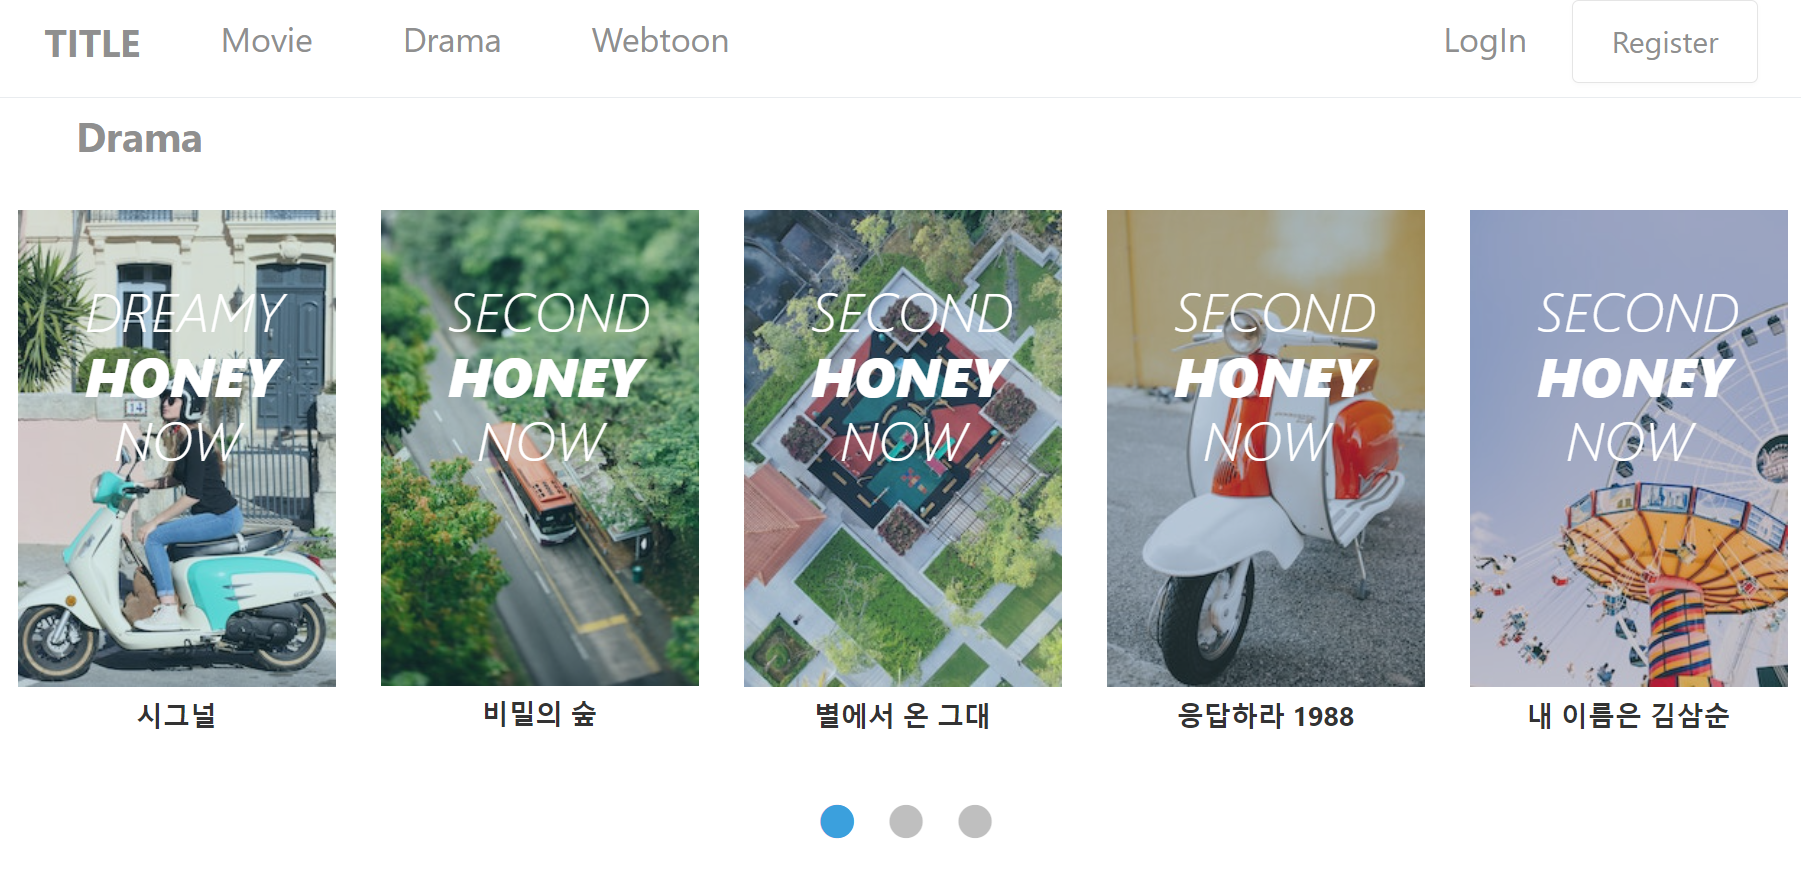 TITLE Movie Drama Webtoon LogIn Register
Drama
DREAMY
HONEY
NOW
SECOND
HONEY
NOW
SECOND
HONEY
NOW
SECOND
HONEY
NOW
SECOND
HONEY
NOW
14
시그널
비밀의 숲
별에서 온 그대
응답하라 1988
내 이름은 김삼순